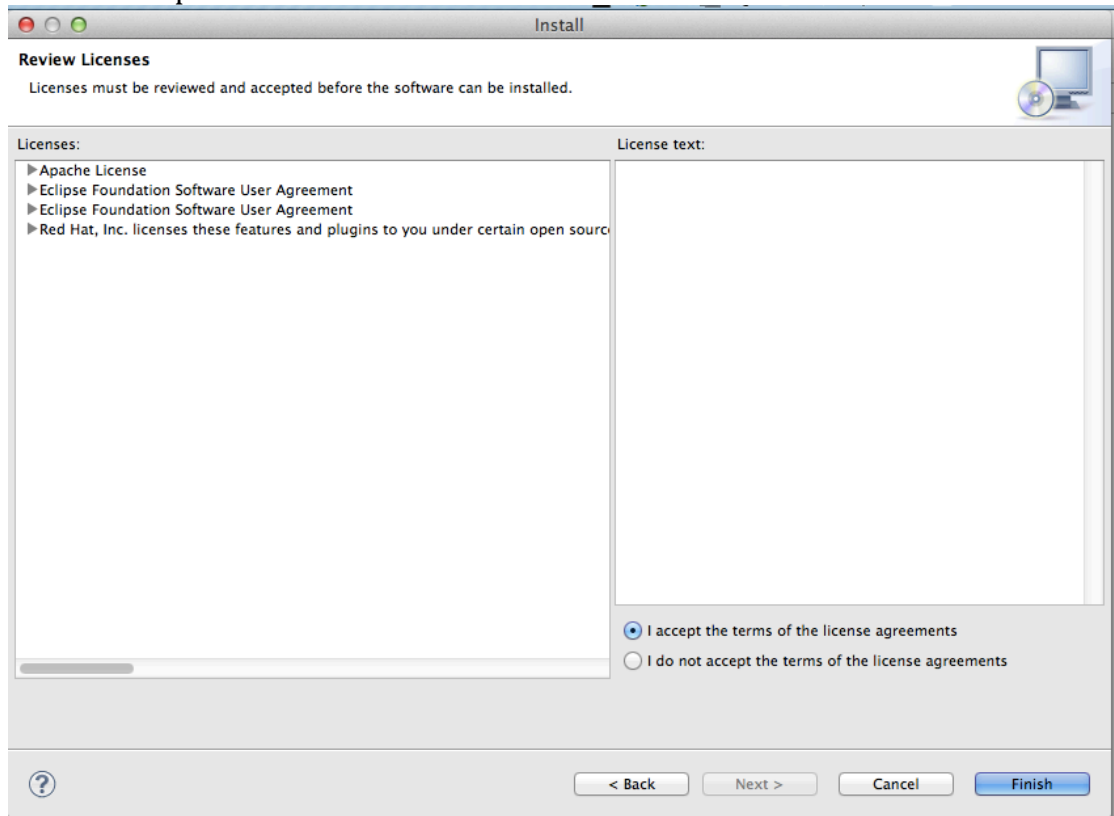 Install
Review Licenses
Licenses must be reviewed and accepted before the software can be installed.
Licenses:
License text:
Apache License
Eclipse Foundation Software User Agreement
Eclipse Foundation Software User Agreement
Red Hat, Inc. licenses these features and plugins to you under certain open
I accept the terms of the license agreements
I do not accept the terms of the license agreements
?
< Back
Next >
Cancel
Finish